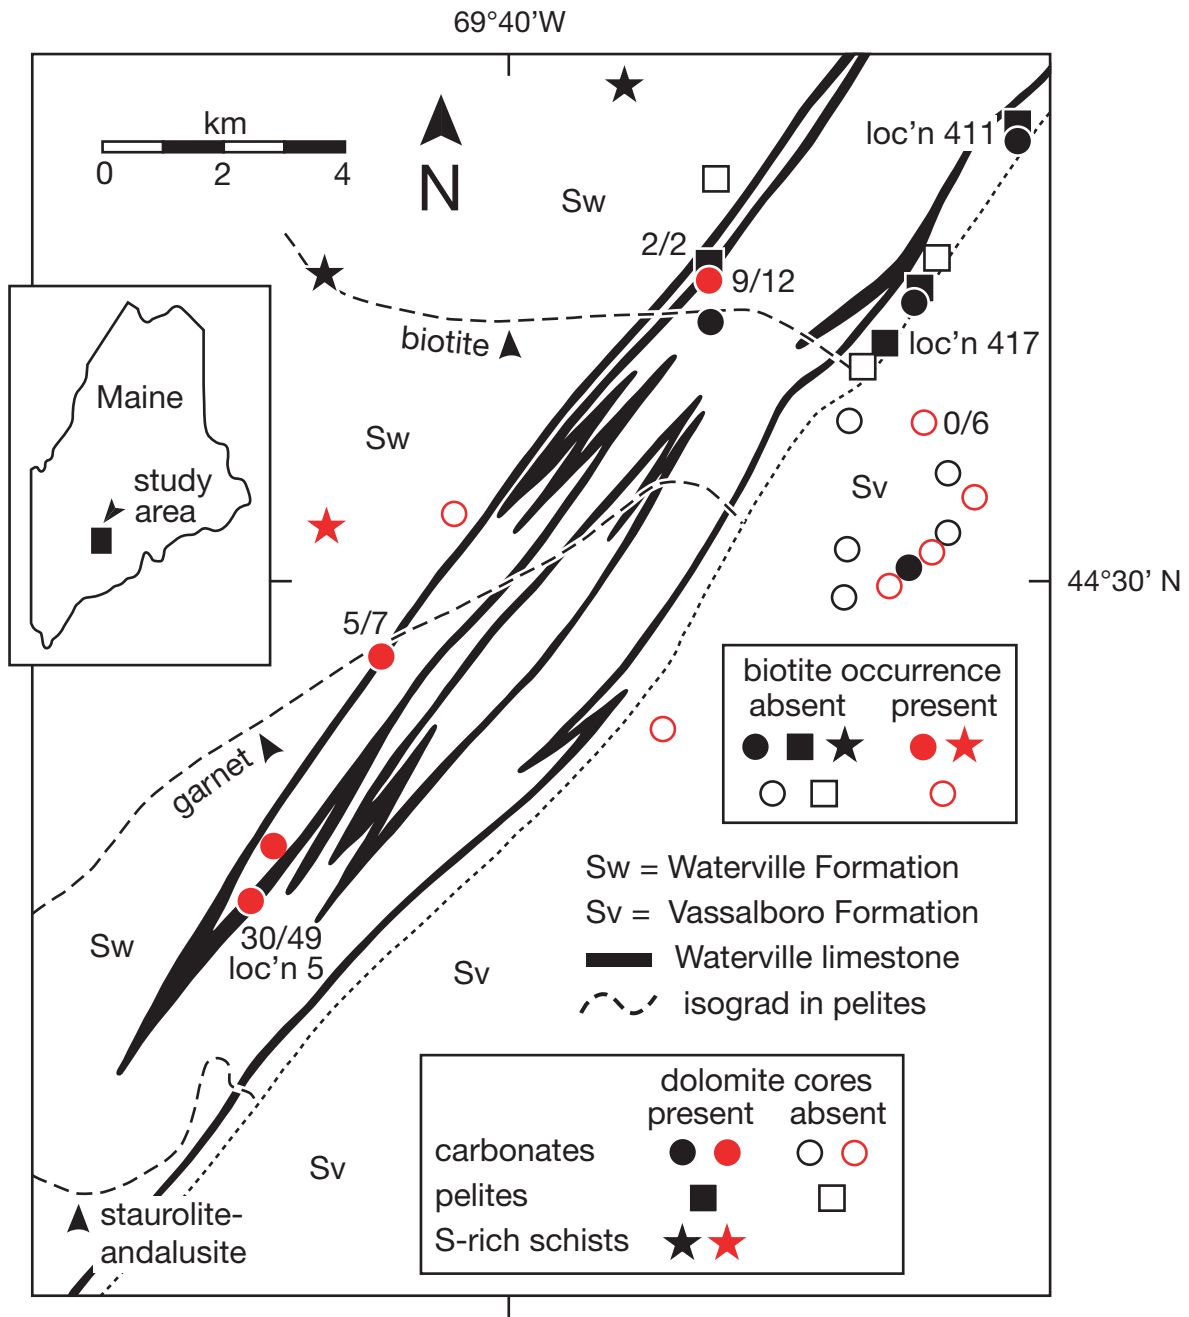 69°40'W
km
0 2 4
N
Sw
loc'n 411
2/2
9/12
biotite
loc'n 417
Maine
study
area
Sw
0/6
Sv
44°30' N
5/7
garnet
biotite occurrence
absent present
Sw = Waterville Formation
Sv = Vassalboro Formation
Waterville limestone
isograd in pelites
30/49
loc'n 5
Sw
Sv
dolomite cores
present absent
carbonates
pelites
S-rich schists
Sv
staurolite-
andalusite